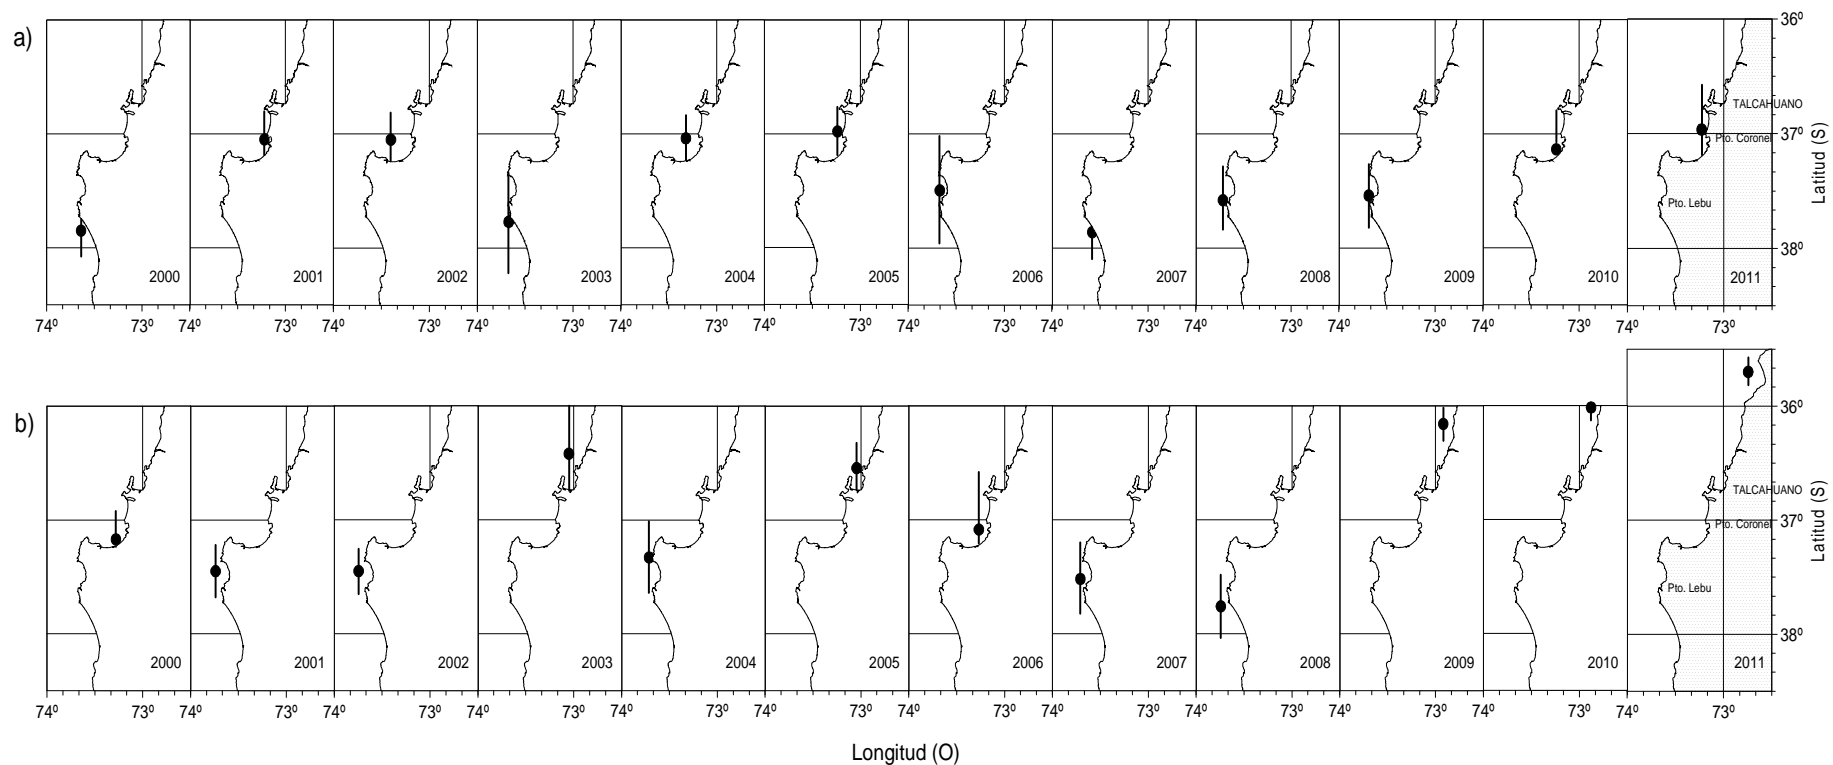 a)
36⁰
TALCAHUANO
37⁰
Pto. Coronel
Pto. Lebu
38⁰
Latitud (S)
2000 2001 2002 2003 2004 2005 2006 2007 2008 2009 2010 2011
74⁰ 73⁰ 74⁰ 73⁰ 74⁰ 73⁰ 74⁰ 73⁰ 74⁰ 73⁰ 74⁰ 73⁰ 74⁰ 73⁰ 74⁰ 73⁰ 74⁰ 73⁰ 74⁰ 73⁰ 74⁰ 73⁰ 74⁰ 73⁰
b)
36⁰
TALCAHUANO
37⁰
Pto. Coronel
Pto. Lebu
38⁰
Latitud (S)
2000 2001 2002 2003 2004 2005 2006 2007 2008 2009 2010 2011
74⁰ 73⁰ 74⁰ 73⁰ 74⁰ 73⁰ 74⁰ 73⁰ 74⁰ 73⁰ 74⁰ 73⁰ 74⁰ 73⁰ 74⁰ 73⁰ 74⁰ 73⁰ 74⁰ 73⁰ 74⁰ 73⁰ 74⁰ 73⁰
Longitud (O)